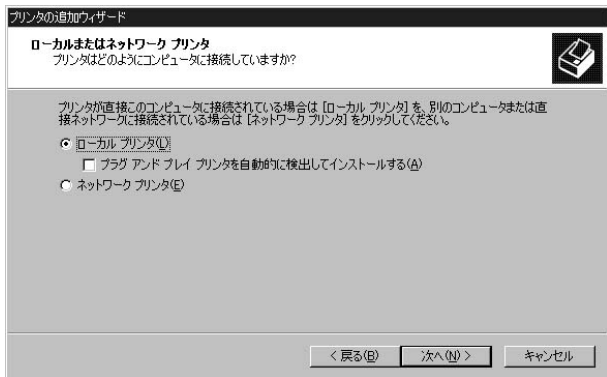 プリンタの追加ウィザード
ローカルまたはネットワーク プリンタ
プリンタはどのようにコンピュータに接続していますか?
プリンタが直接このコンピュータに接続されている場合は [ローカル プリンタ] を、別のコンピュータまたは直
接ネットワークに接続されている場合は [ネットワーク プリンタ] をクリックしてください。
ローカル プリンタ(L)
プラグ アンド プレイ プリンタを自動的に検出してインストールする(A)
ネットワーク プリンタ(E)
< 戻る(B) 次へ(N) > キャンセル